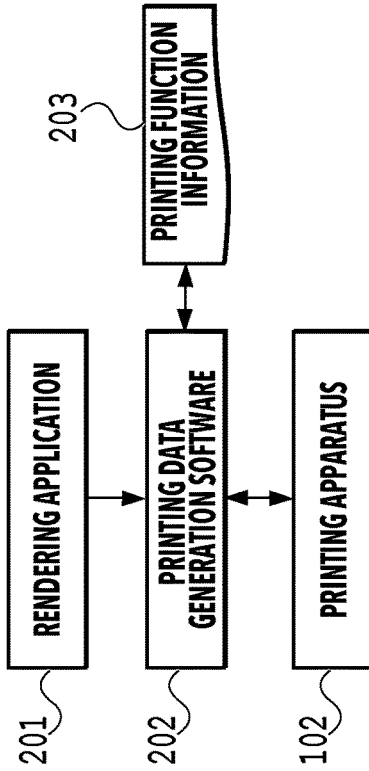 201
RENDERING APPLICATION
202
PRINTING DATA
GENERATION SOFTWARE
203
PRINTING FUNCTION
INFORMATION
102
PRINTING APPARATUS